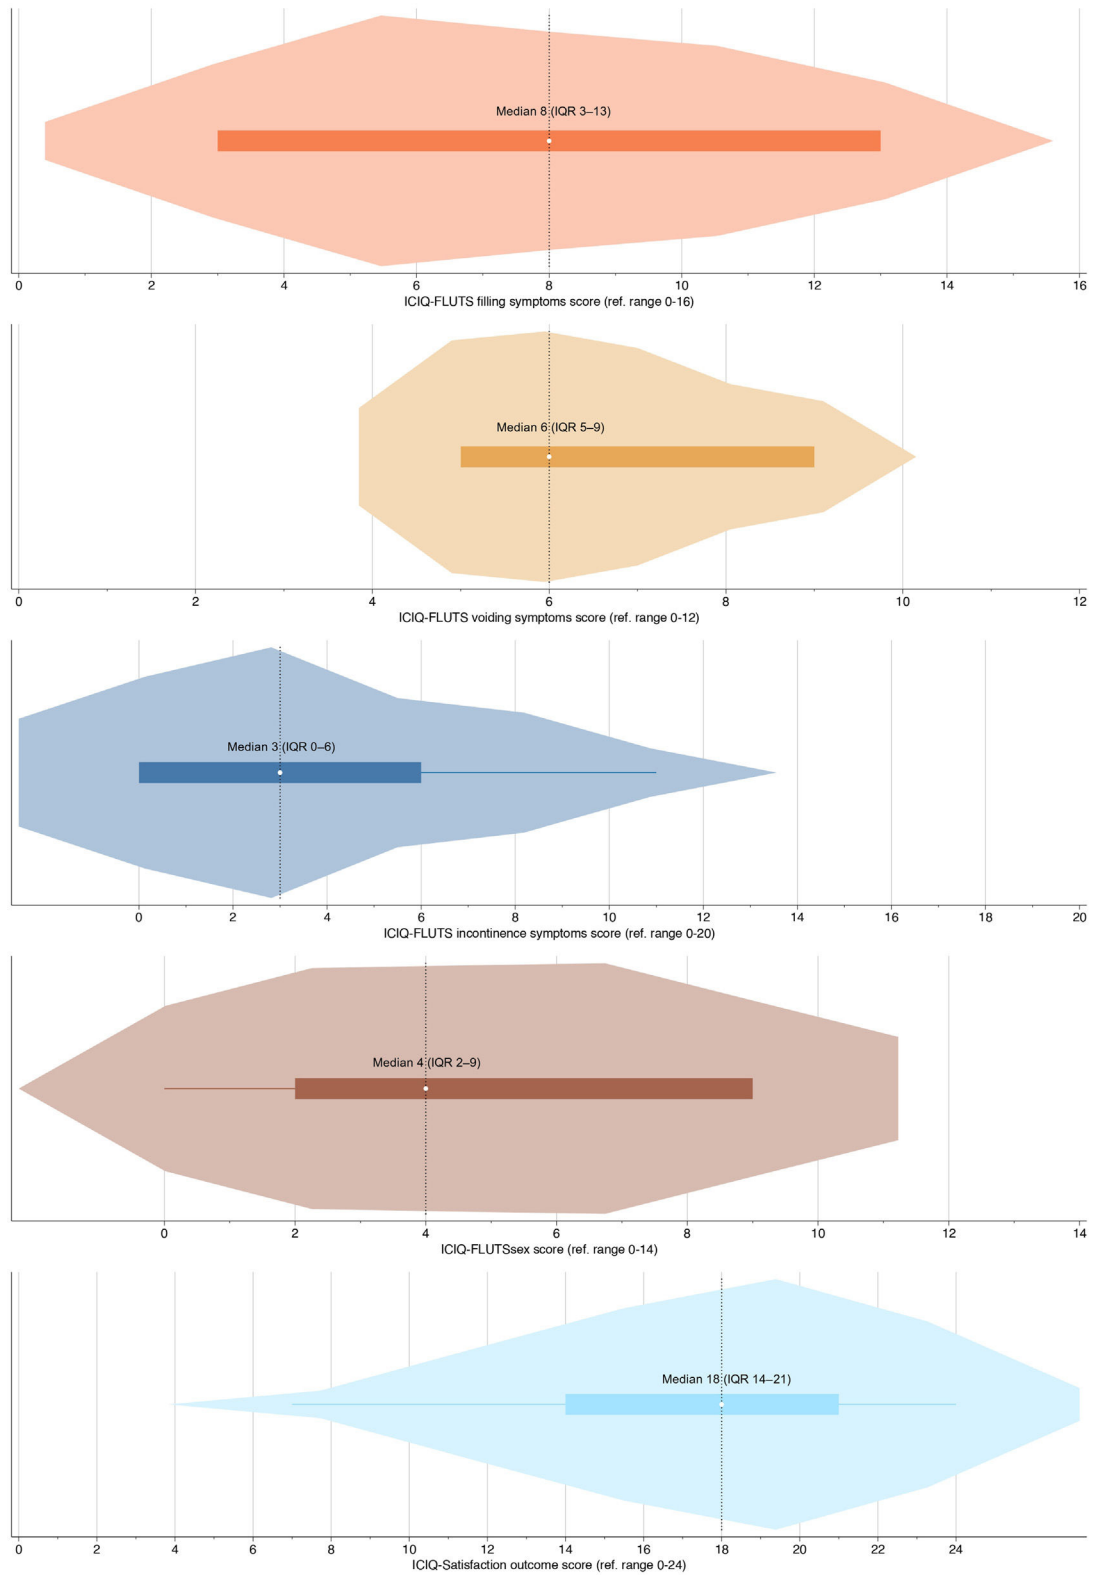 Median 8 (IQR 3–13)
0 2 4 6 8 10 12 14 16
ICIQ-FLUTS filling symptoms score (ref. range 0-16)
Median 6 (IQR 5–9)
0 2 4 6 8 10 12
ICIQ-FLUTS voiding symptoms score (ref. range 0-12)
Median 3 (IQR 0–6)
0 2 4 6 8 10 12 14 16 18 20
ICIQ-FLUTS incontinence symptoms score (ref. range 0-20)
Median 4 (IQR 2–9)
0 2 4 6 8 10 12 14
ICIQ-FLUTSsex score (ref. range 0-14)
Median 18 (IQR 14–21)
0 2 4 6 8 10 12 14 16 18 20 22 24
ICIQ-Satisfaction outcome score (ref. range 0-24)